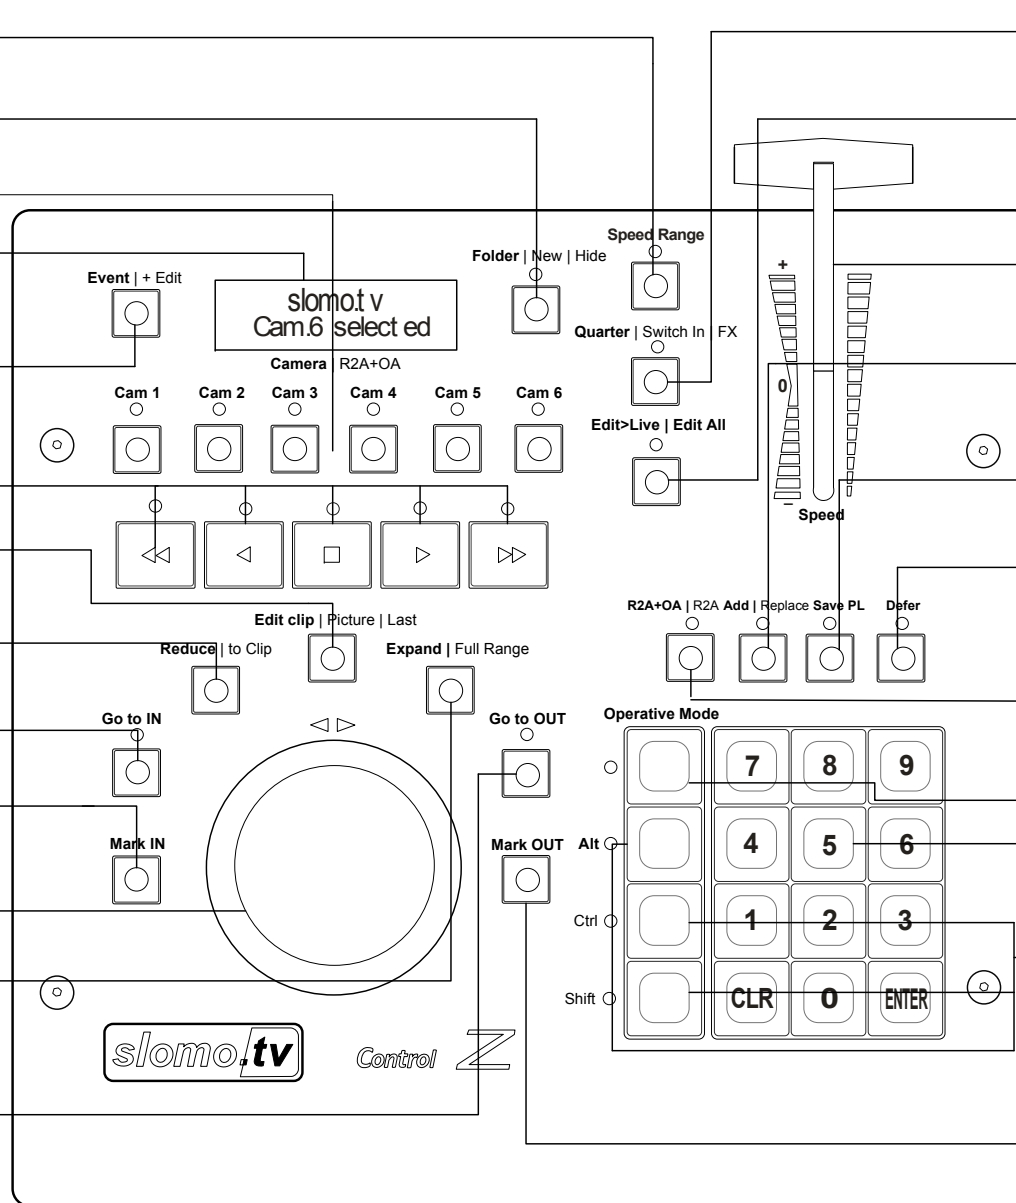 Speed Range
Folder | New | Hide
+
Event | + Edit
slomo.tv
Cam.6 selected
Quarter | Switch In | FX
Camera | R2A+OA
0
Cam 1 Cam 2 Cam 3 Cam 4 Cam 5 Cam 6
Edit>Live | Edit All
–
Speed
R2A+OA | R2A Add | Replace Save PL Defer
Edit clip | Picture | Last
Reduce | to Clip Expand | Full Range
Go to IN Go to OUT Operative Mode
7 8 9
Mark IN Mark OUT Alt 4 5 6
Ctrl 1 2 3
Shift CLR 0 ENTER
slomo.tv Control Z